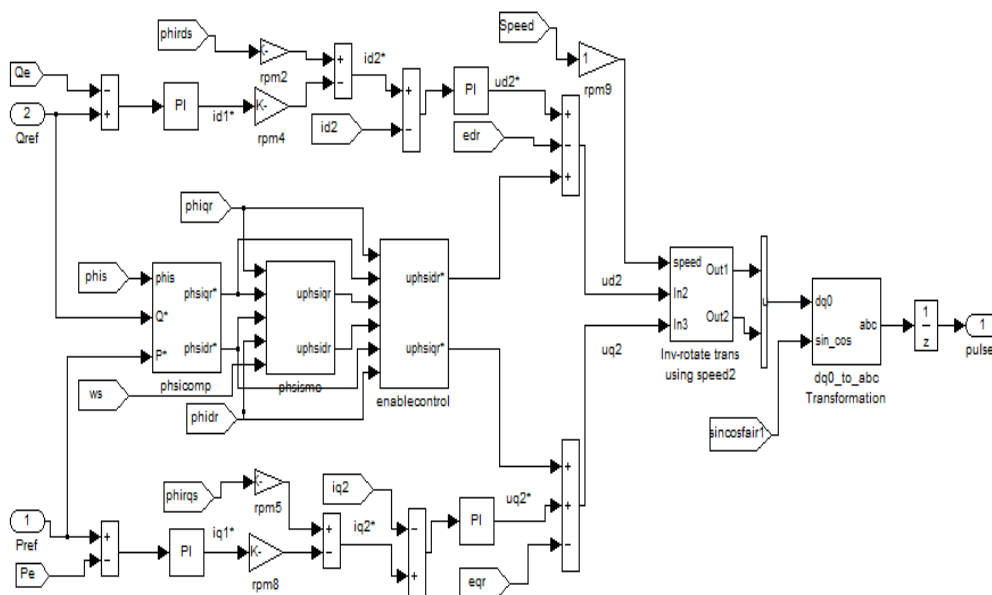 phirds
K-
rpm2
+
−
id2*
Speed
1
rpm9
Qe
−
+
PI
id1*
K-
rpm4
2
Qref
id2
+
−
PI
ud2*
edr
+
−
+
phiqr
phis
phis
Q*
P*
phsiqr*
phsidr*
phsicomp
uphsiqr
uphsidr
phsismo
uphsidr*
uphsiqr*
enablecontrol
ws
phidr
ud2
uq2
speed
In2
In3
Out1
Out2
Inv-rotate trans
using speed2
u
dq0
sin_cos
abc
dq0_to_abc
Transformation
1
z
1
pulse
sincosfair1
phirqs
K-
rpm5
+
−
iq2*
iq2
−
+
PI
uq2*
+
+
−
eqr
1
Pref
Pe
+
−
PI
iq1*
K-
rpm8